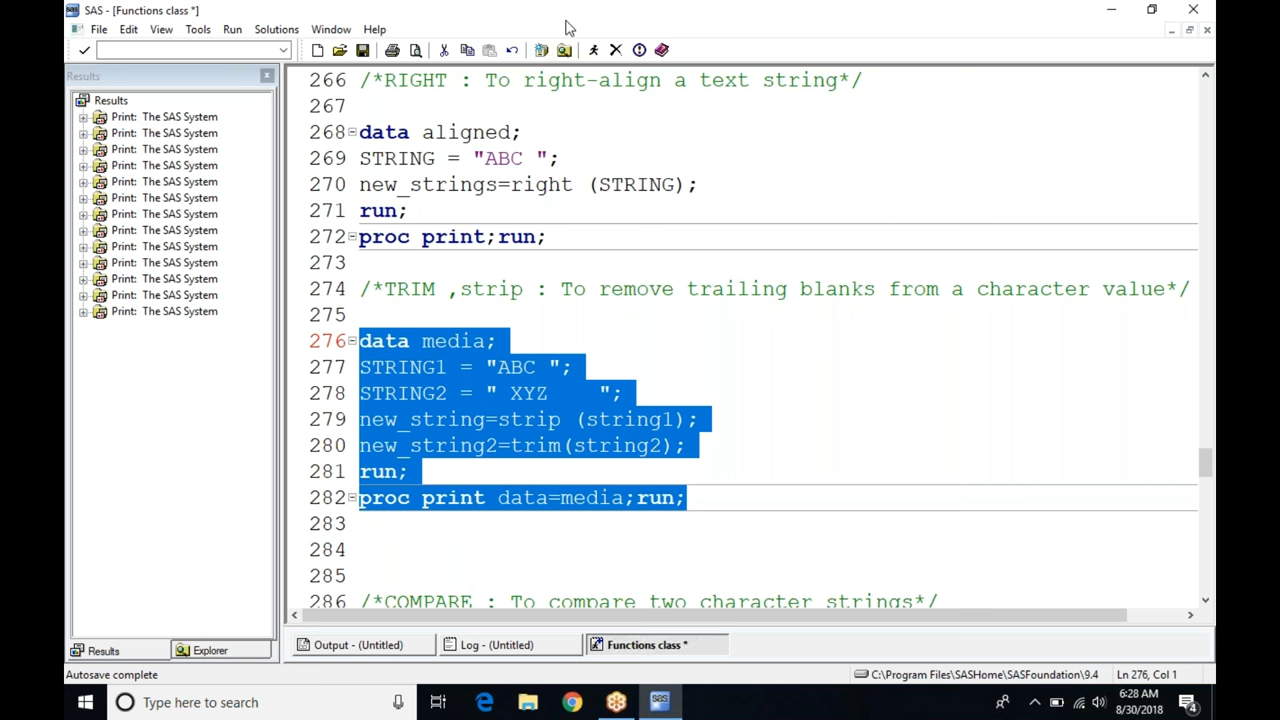 SAS - [Functions class *]
File Edit View Tools Run Solutions Window Help
Results
Results
Print: The SAS System
Print: The SAS System
Print: The SAS System
Print: The SAS System
Print: The SAS System
Print: The SAS System
Print: The SAS System
Print: The SAS System
Print: The SAS System
Print: The SAS System
Print: The SAS System
Print: The SAS System
Print: The SAS System
Results Explorer
266 /*RIGHT : To right-align a text string*/
267
268 data aligned;
269 STRING = "ABC ";
270 new_strings=right (STRING);
271 run;
272 proc print;run;
273
274 /*TRIM ,strip : To remove trailing blanks from a character value*/
275
276 data media;
277 STRING1 = "ABC ";
278 STRING2 = " XYZ    ";
279 new_string=strip (string1);
280 new_string2=trim(string2);
281 run;
282 proc print data=media;run;
283
284
285
286 /*COMPARE : To compare two character strings*/
Output - (Untitled) Log - (Untitled) Functions class *
Autosave complete C:\Program Files\SASHome\SASFoundation\9.4 Ln 276, Col 1
Type here to search sas 6:28 AM
8/30/2018 4